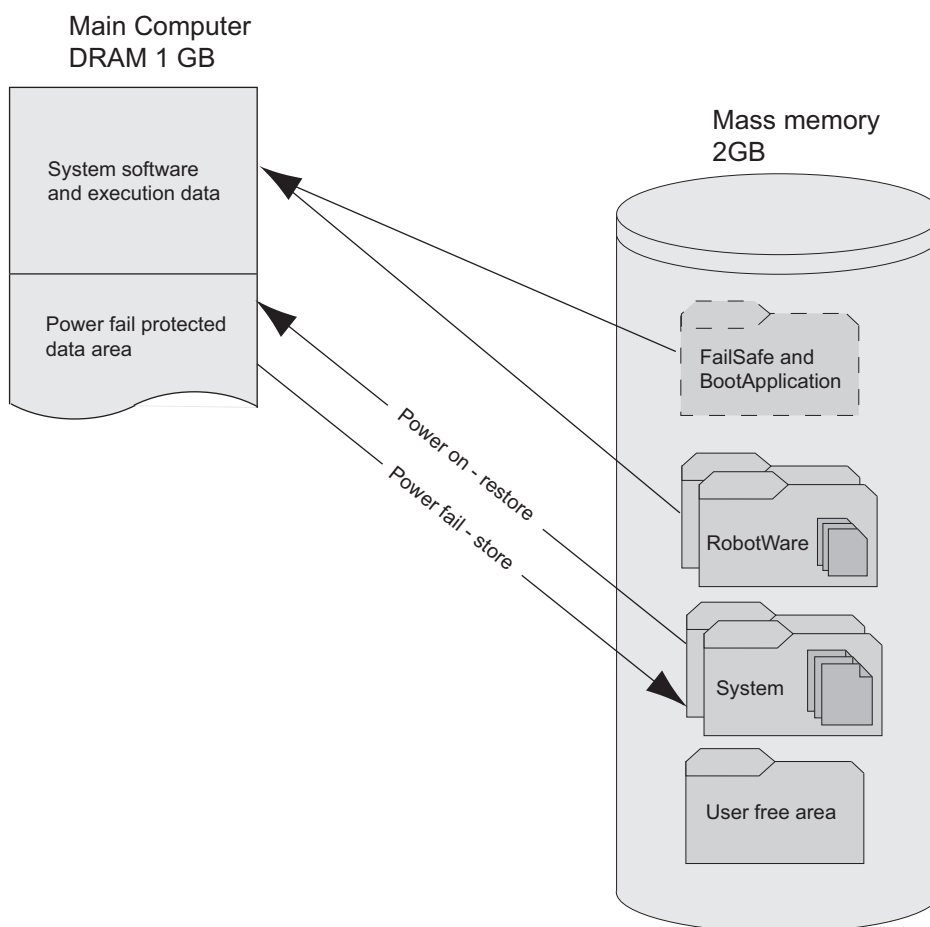 Main Computer
DRAM 1 GB
System software
and execution data
Power fail protected
data area
Power on - restore
Power fail - store
Mass memory
2GB
FailSafe and
BootApplication
RobotWare
System
User free area